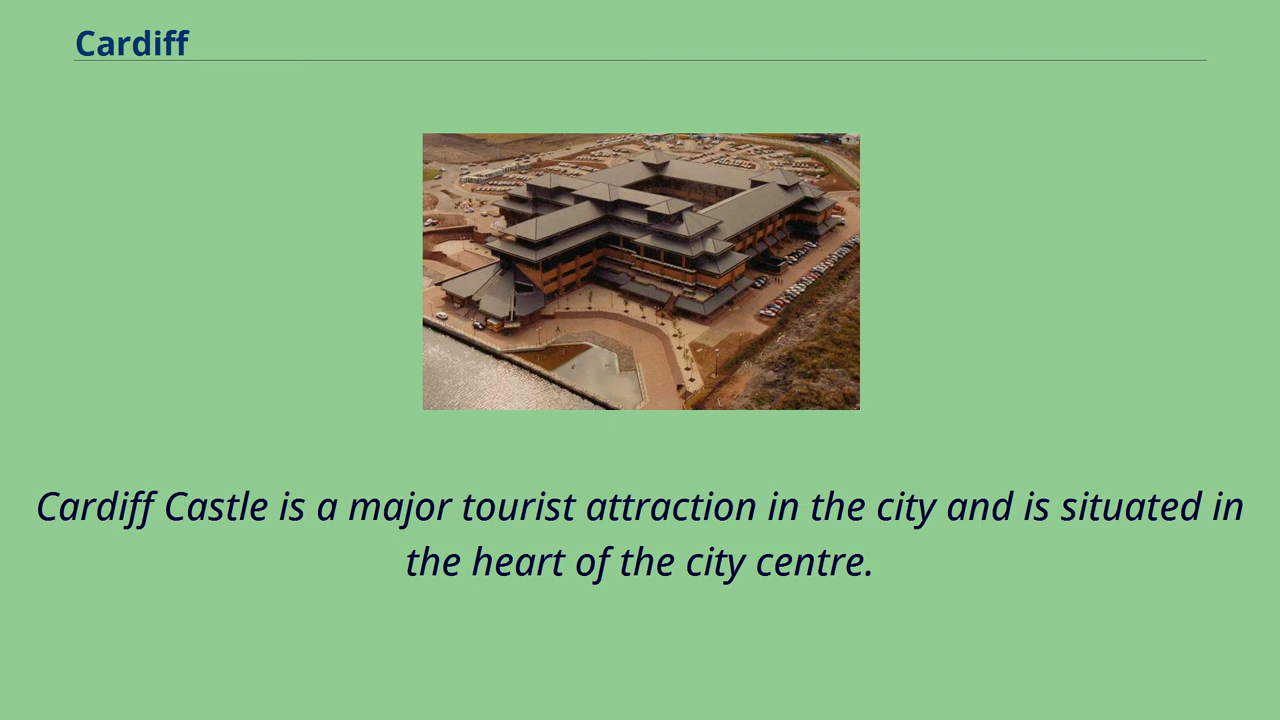 Cardiff
Cardiff Castle is a major tourist attraction in the city and is situated in
the heart of the city centre.